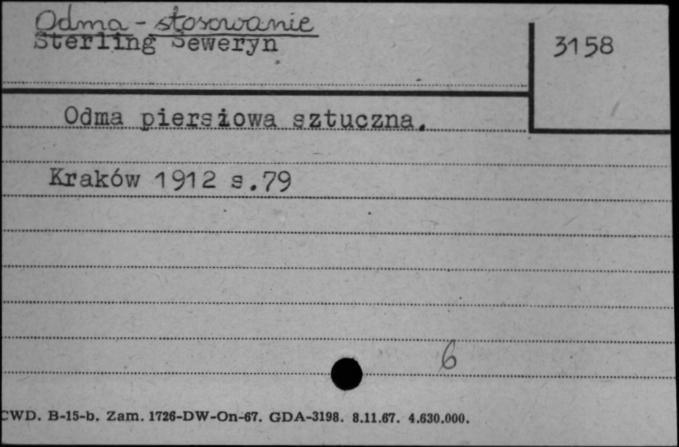 Odma - stosowanie
Sterling Seweryn
3158
Odma piersiowa sztuczna.
Kraków 1912 s.79
6
CWD. B-15-b. Zam. 1726-DW-On-67. GDA-3198. 8.11.67. 4.630.000.